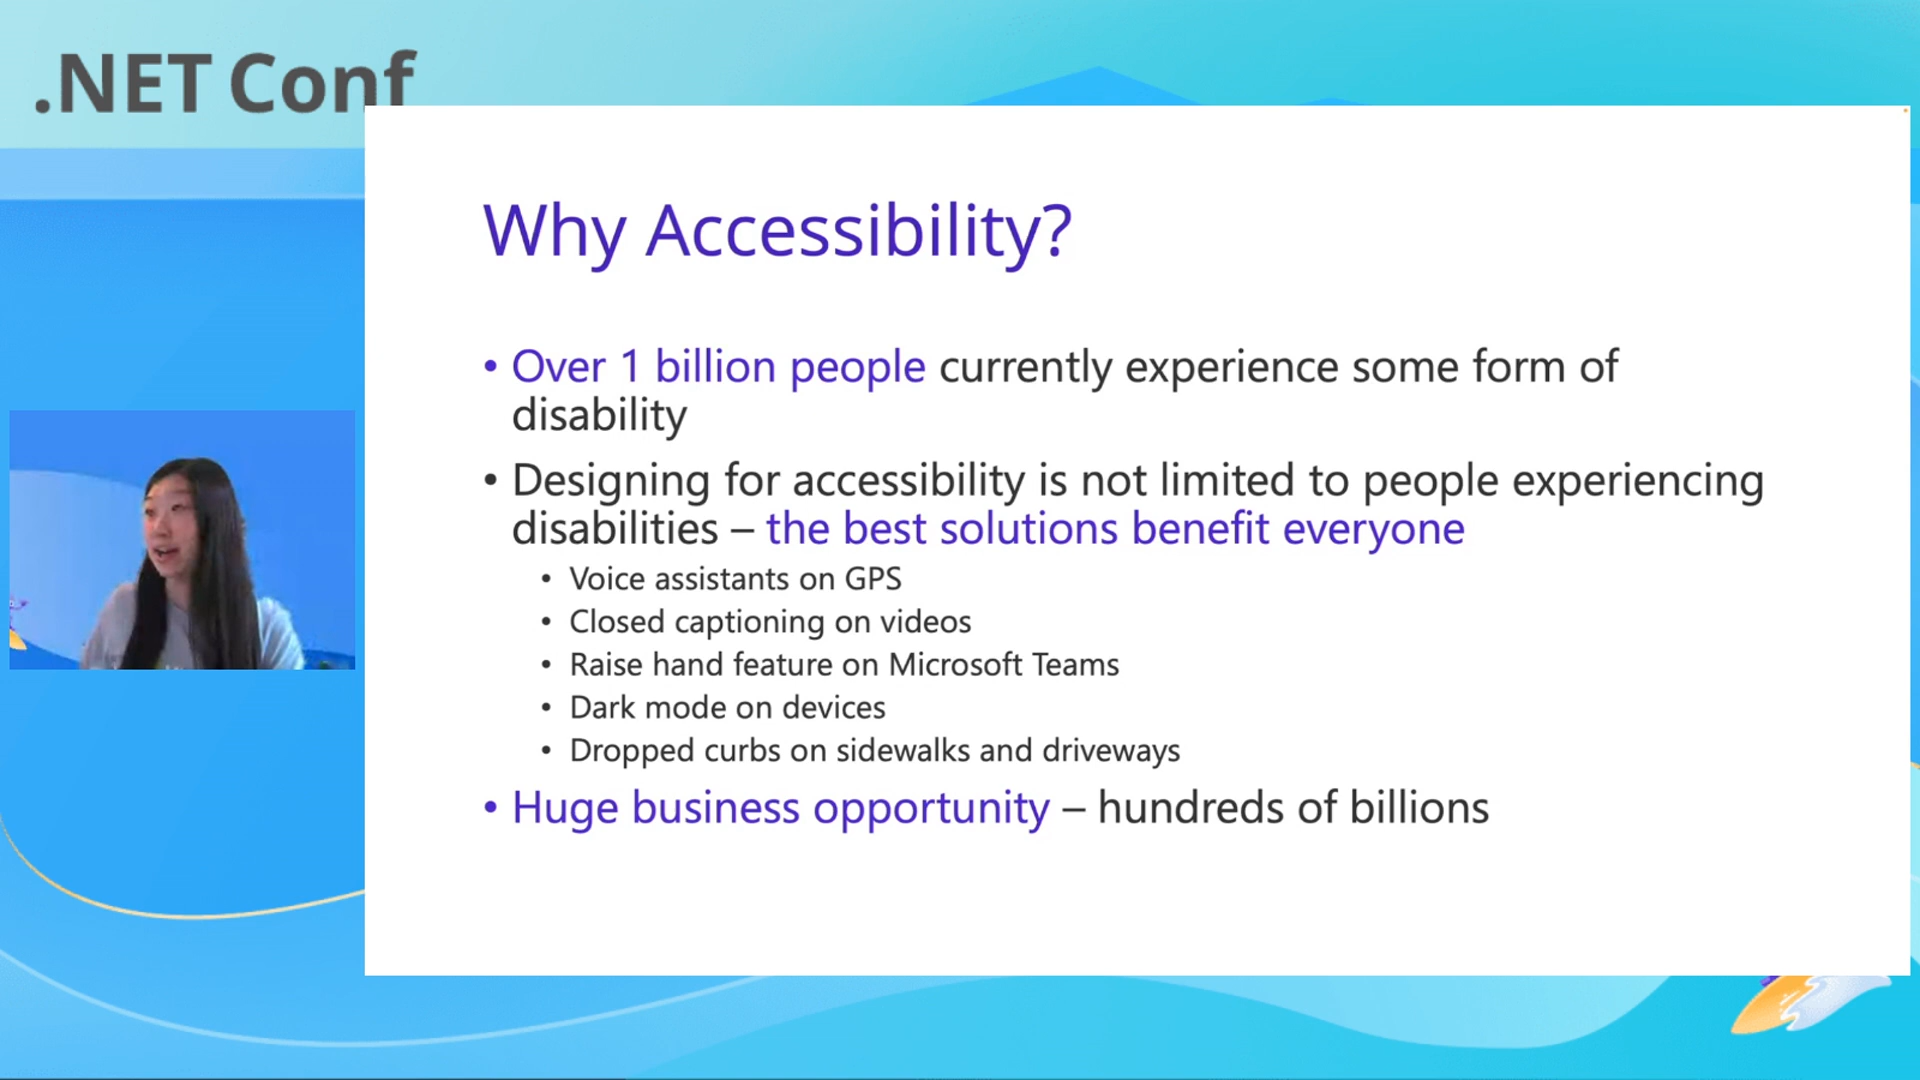 .NET Conf
Why Accessibility?
• Over 1 billion people currently experience some form of
disability
• Designing for accessibility is not limited to people experiencing
disabilities – the best solutions benefit everyone
• Voice assistants on GPS
• Closed captioning on videos
• Raise hand feature on Microsoft Teams
• Dark mode on devices
• Dropped curbs on sidewalks and driveways
• Huge business opportunity – hundreds of billions